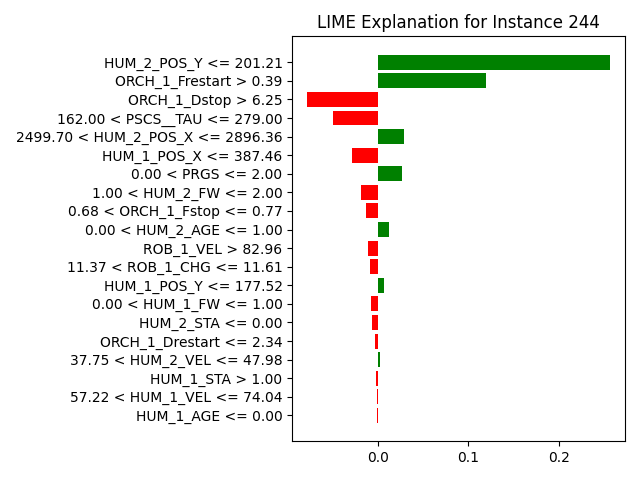 LIME Explanation for Instance 244
HUM_2_POS_Y <= 201.21
ORCH_1_Frestart > 0.39
ORCH_1_Dstop > 6.25
162.00 < PSCS__TAU <= 279.00
2499.70 < HUM_2_POS_X <= 2896.36
HUM_1_POS_X <= 387.46
0.00 < PRGS <= 2.00
1.00 < HUM_2_FW <= 2.00
0.68 < ORCH_1_Fstop <= 0.77
0.00 < HUM_2_AGE <= 1.00
ROB_1_VEL > 82.96
11.37 < ROB_1_CHG <= 11.61
HUM_1_POS_Y <= 177.52
0.00 < HUM_1_FW <= 1.00
HUM_2_STA <= 0.00
ORCH_1_Drestart <= 2.34
37.75 < HUM_2_VEL <= 47.98
HUM_1_STA > 1.00
57.22 < HUM_1_VEL <= 74.04
HUM_1_AGE <= 0.00
0.0 0.1 0.2